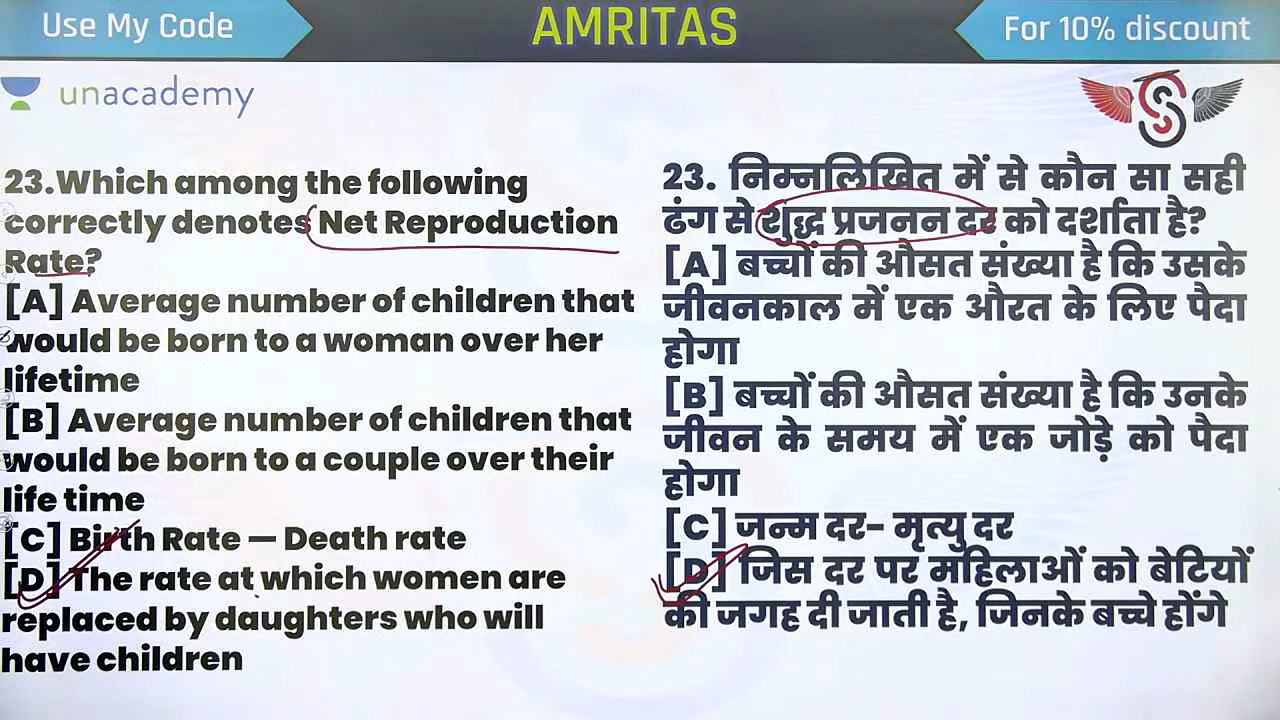 Use My Code
AMRITAS
For 10% discount
unacademy
23.Which among the following
correctly denotes Net Reproduction
Rate?
[A] Average number of children that
would be born to a woman over her
lifetime
[B] Average number of children that
would be born to a couple over their
life time
[C] Birth Rate — Death rate
[D] The rate at which women are
replaced by daughters who will
have children
23. निम्नलिखित में से कौन सा सही
ढंग से शुद्ध प्रजनन दर को दर्शाता है?
[A] बच्चों की औसत संख्या है कि उसके
जीवनकाल में एक औरत के लिए पैदा
होगा
[B] बच्चों की औसत संख्या है कि उनके
जीवन के समय में एक जोड़े को पैदा
होगा
[C] जन्म दर- मृत्यु दर
[D] जिस दर पर महिलाओं को बेटियों
की जगह दी जाती है, जिनके बच्चे होंगे